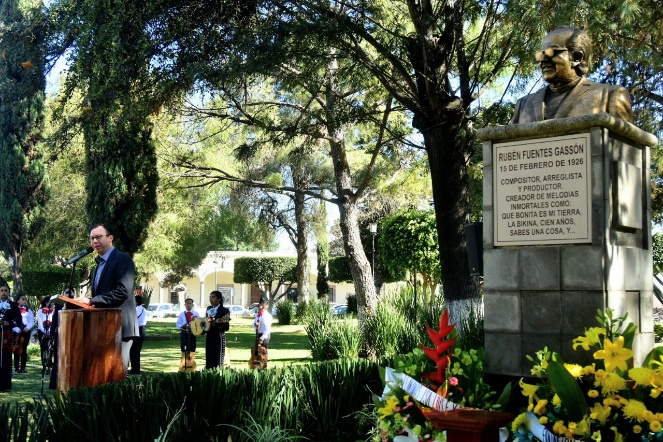 RUBÉN FUENTES GASSÓN
15 DE FEBRERO DE 1926
COMPOSITOR, ARREGLISTA
Y PRODUCTOR.
CREADOR DE MELODIAS
INMORTALES COMO:
QUE BONITA ES MI TIERRA,
LA BIKINA, CIEN AÑOS,
SABES UNA COSA, Y...